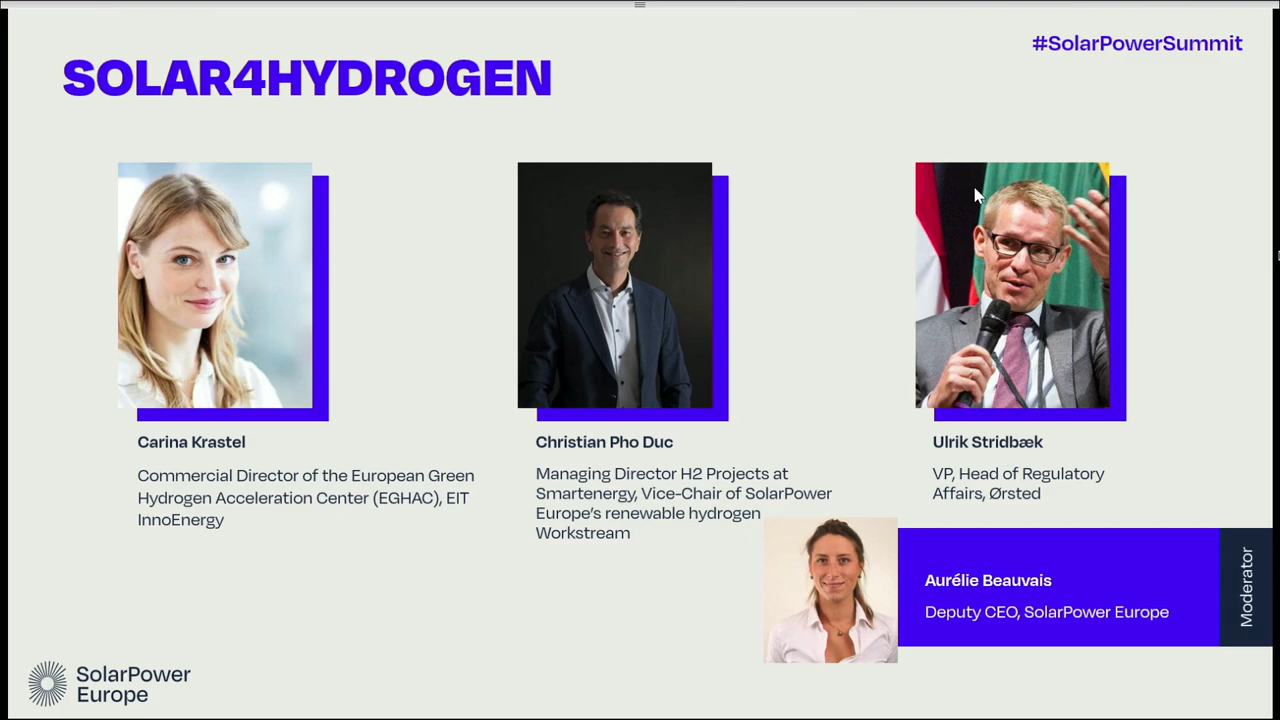 #SolarPowerSummit
SOLAR4HYDROGEN
Carina Krastel
Commercial Director of the European Green
Hydrogen Acceleration Center (EGHAC), EIT
InnoEnergy
Christian Pho Duc
Managing Director H2 Projects at
Smartenergy, Vice-Chair of SolarPower
Europe’s renewable hydrogen
Workstream
Ulrik Stridbæk
VP, Head of Regulatory
Affairs, Ørsted
Aurélie Beauvais
Deputy CEO, SolarPower Europe
Moderator
SolarPower
Europe